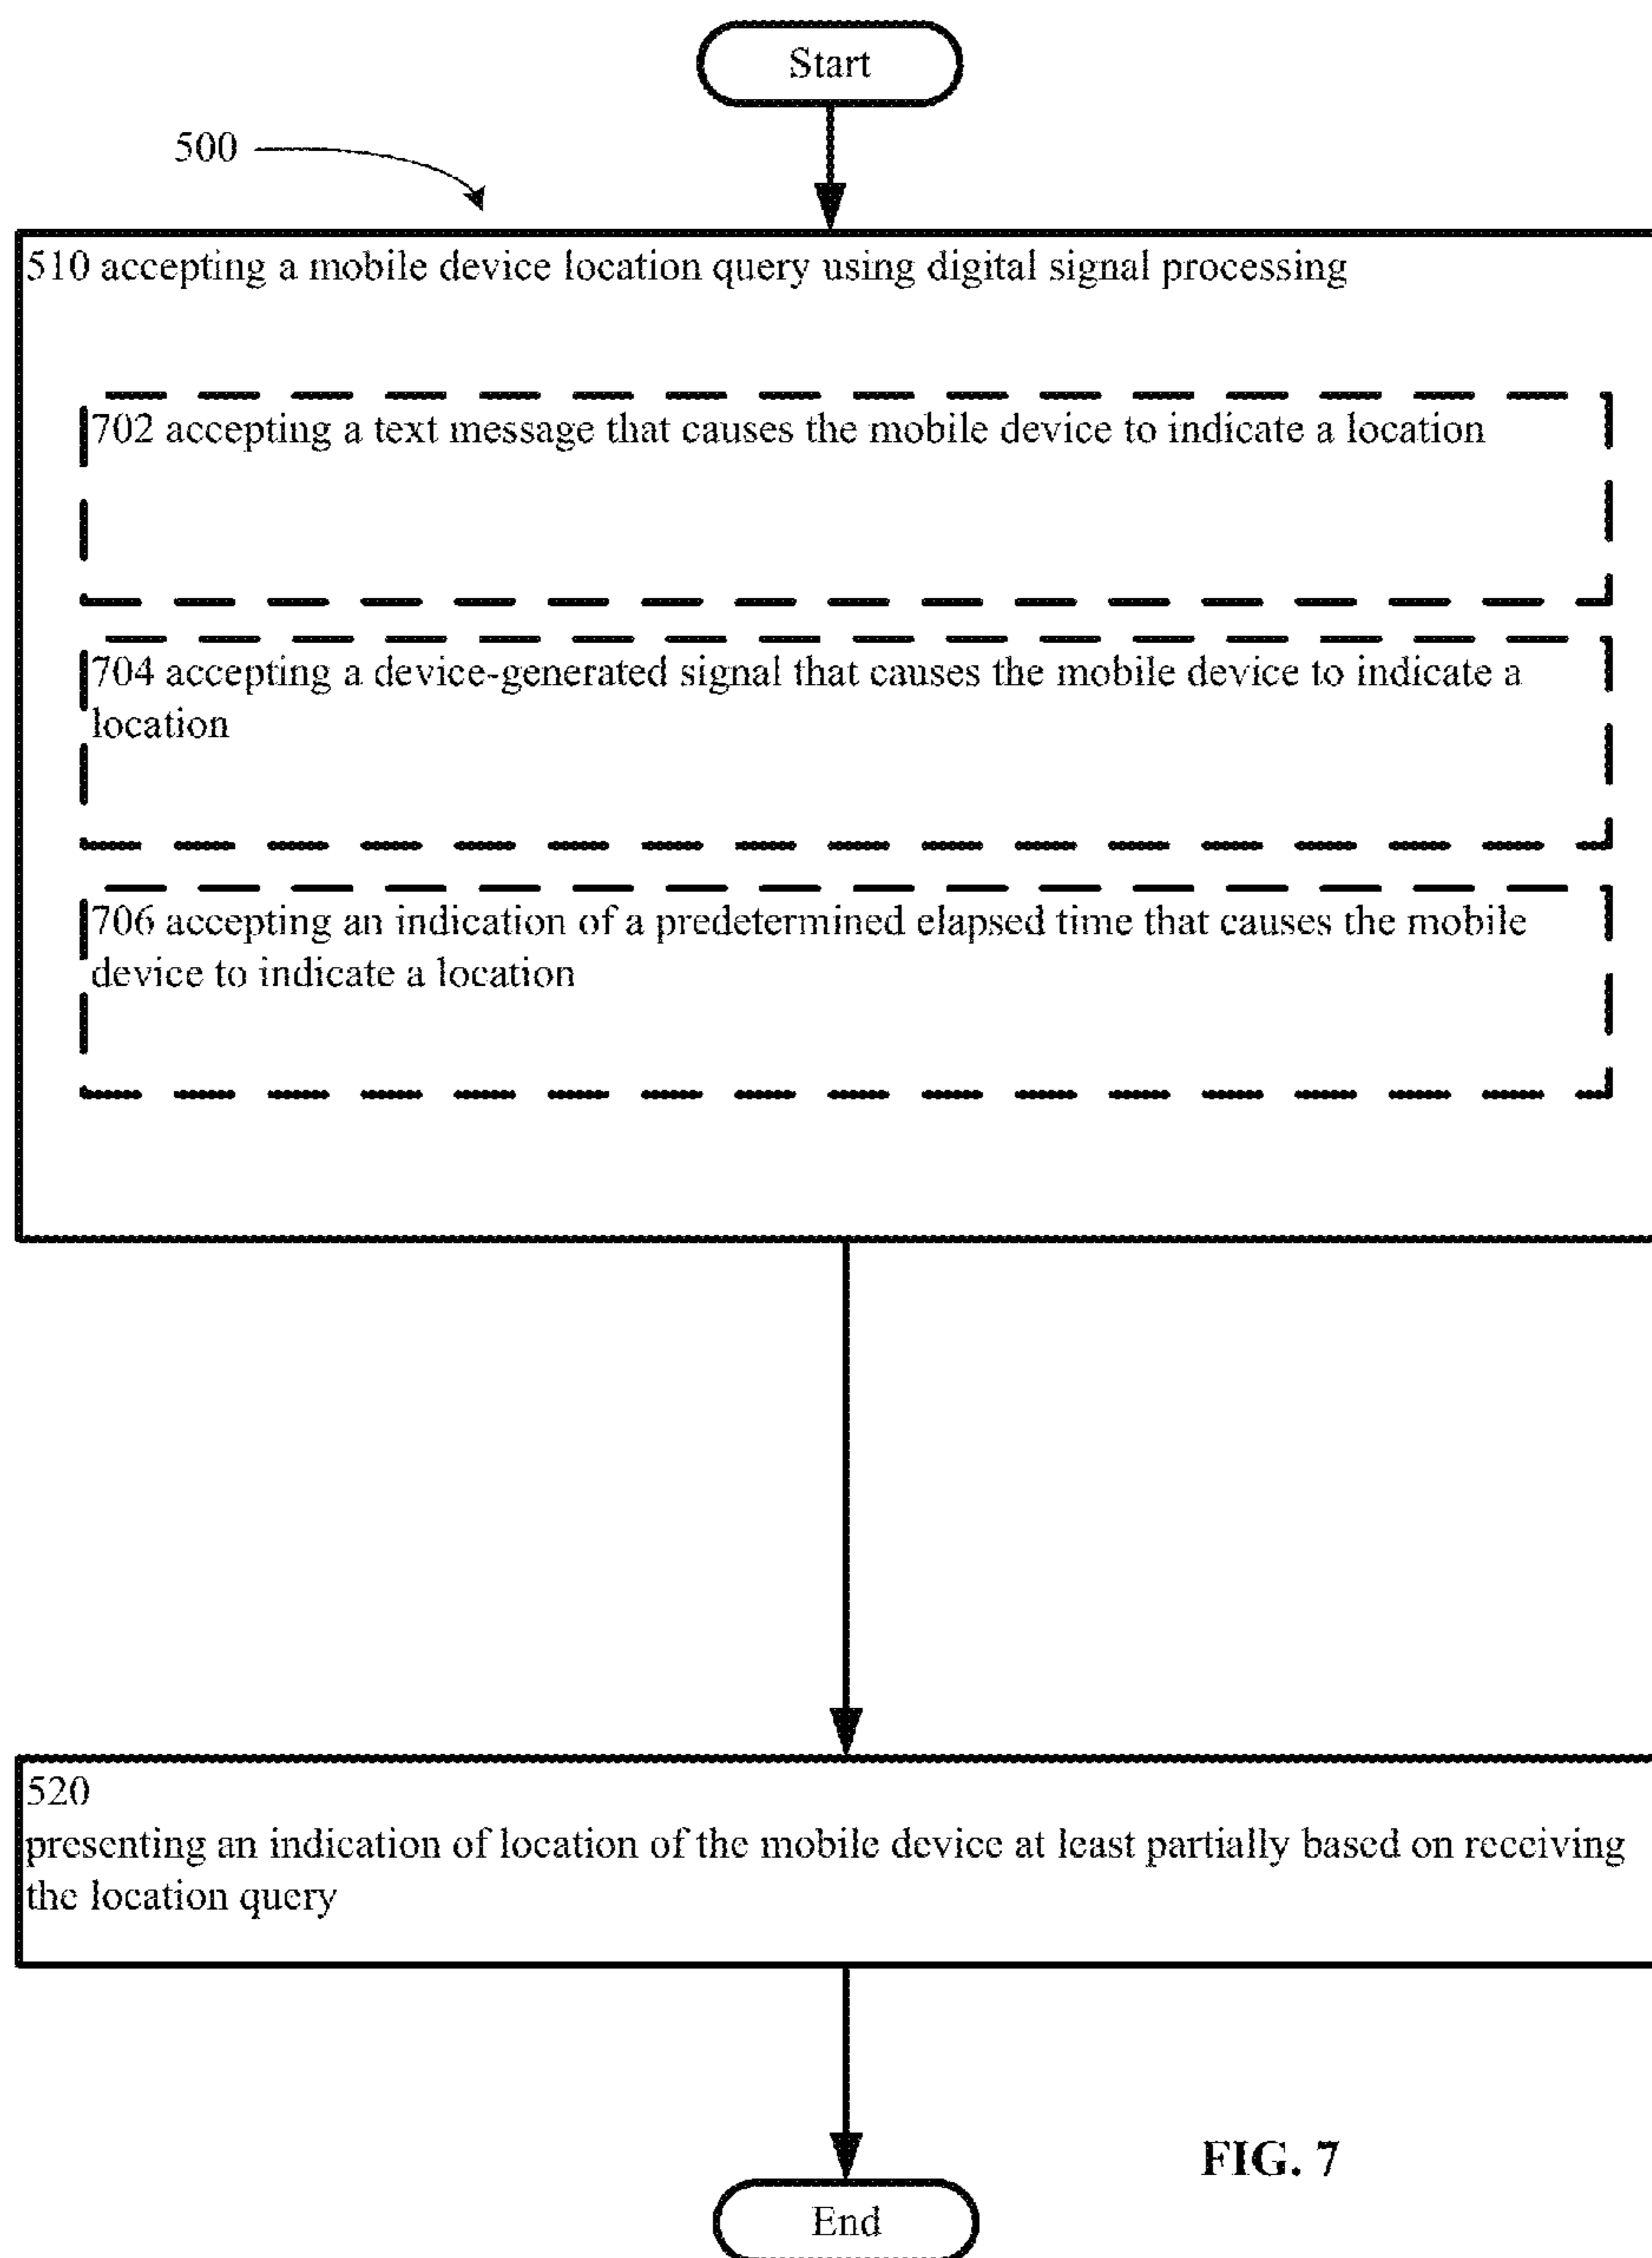 Start
500
510 accepting a mobile device location query using digital signal processing
702 accepting a text message that causes the mobile device to indicate a location
704 accepting a device-generated signal that causes the mobile device to indicate a
location
706 accepting an indication of a predetermined elapsed time that causes the mobile
device to indicate a location
520
presenting an indication of location of the mobile device at least partially based on receiving
the location query
FIG. 7
End